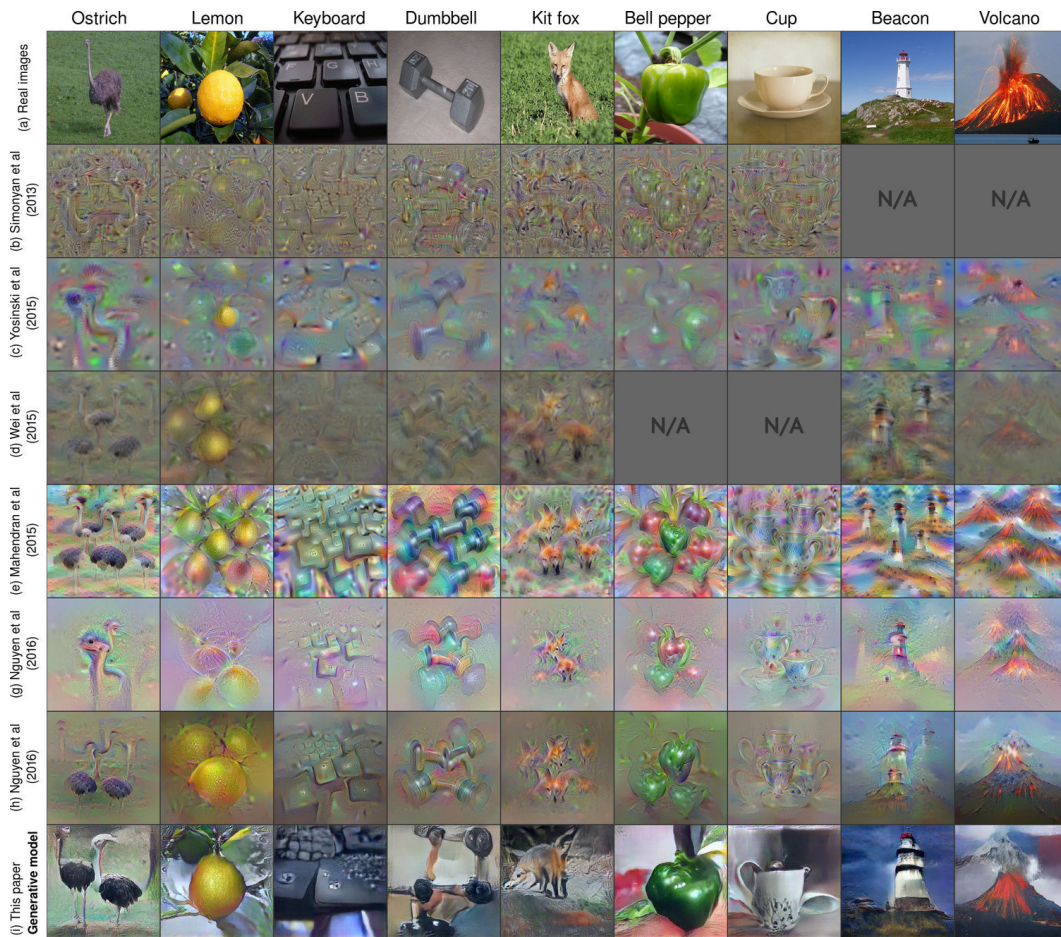 Ostrich Lemon Keyboard Dumbbell Kit fox Bell pepper Cup Beacon Volcano
(a) Real images
F G H
V B
(b) Simonyan et al
(2013)
N/A N/A
(c) Yosinski et al
(2015)
(d) Wei et al
(2015)
N/A N/A
(e) Mahendran et al
(2015)
(g) Nguyen et al
(2016)
(h) Nguyen et al
(2016)
(i) This paper
Generative model